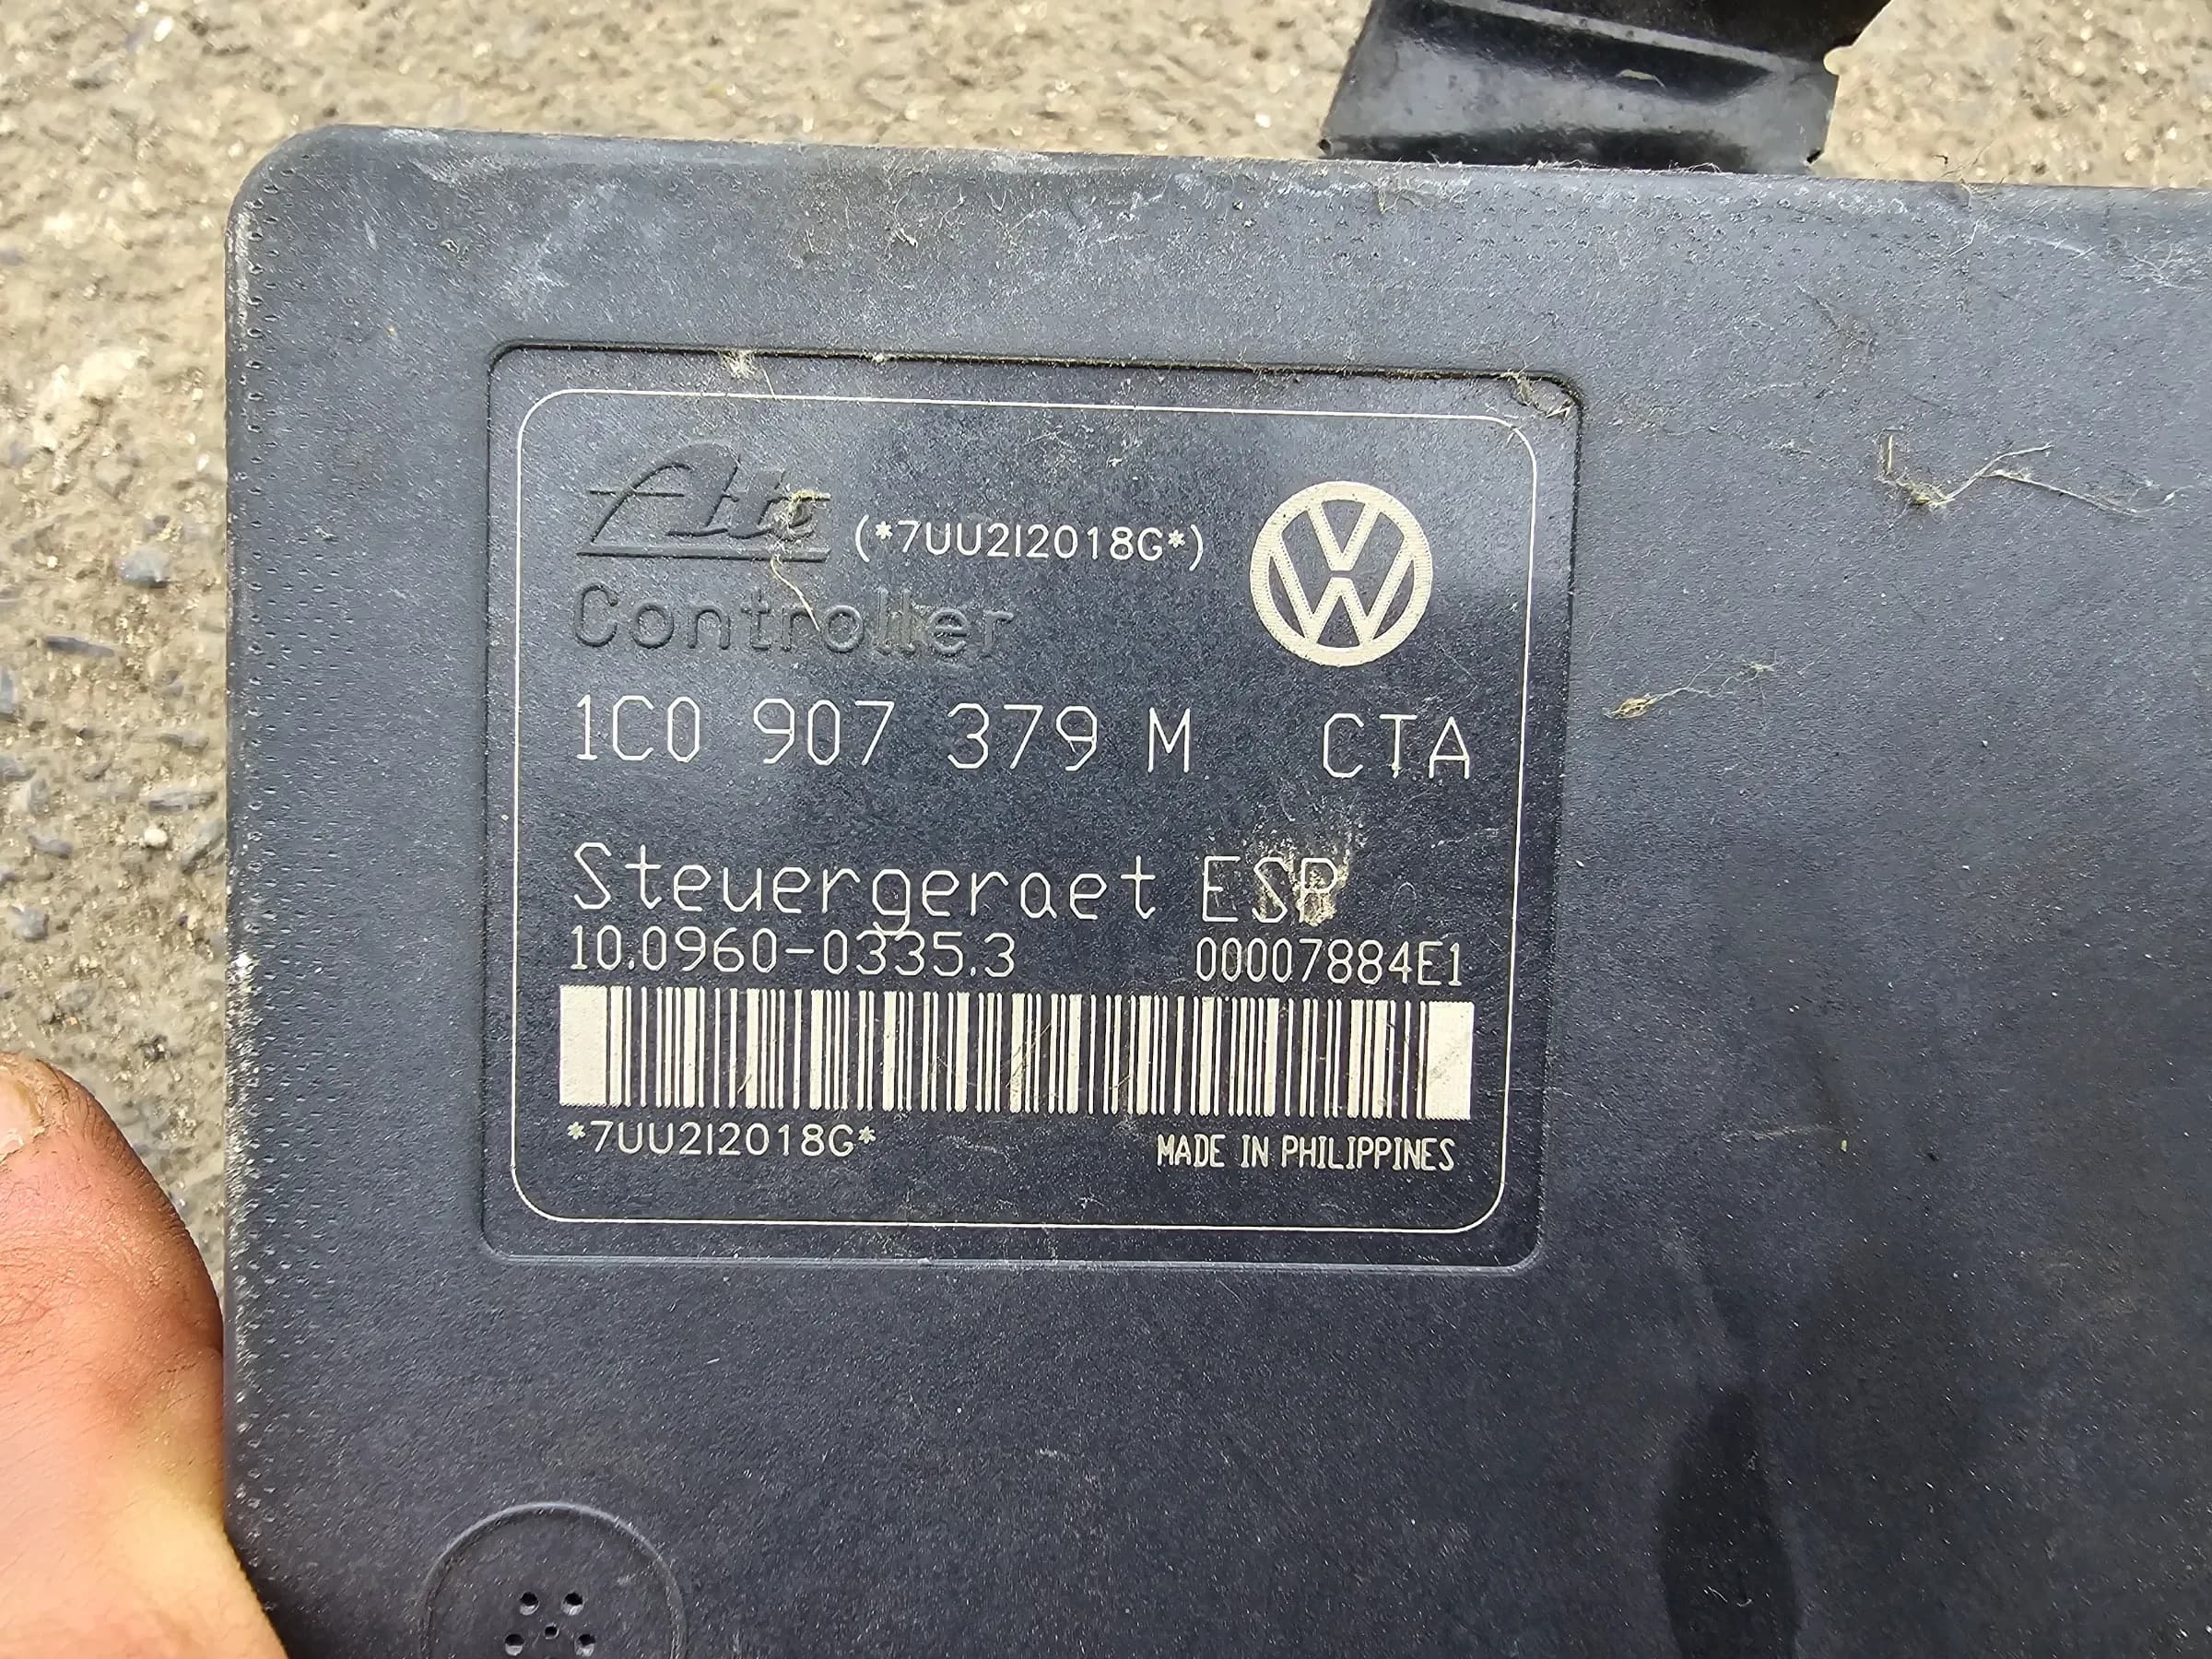 Ate (*7UU2I2018G*)
Controller
1C0 907 379 M CTA
Steuergeraet ESP
10.0960-0335.3 00007884E1
*7UU2I2018G* MADE IN PHILIPPINES